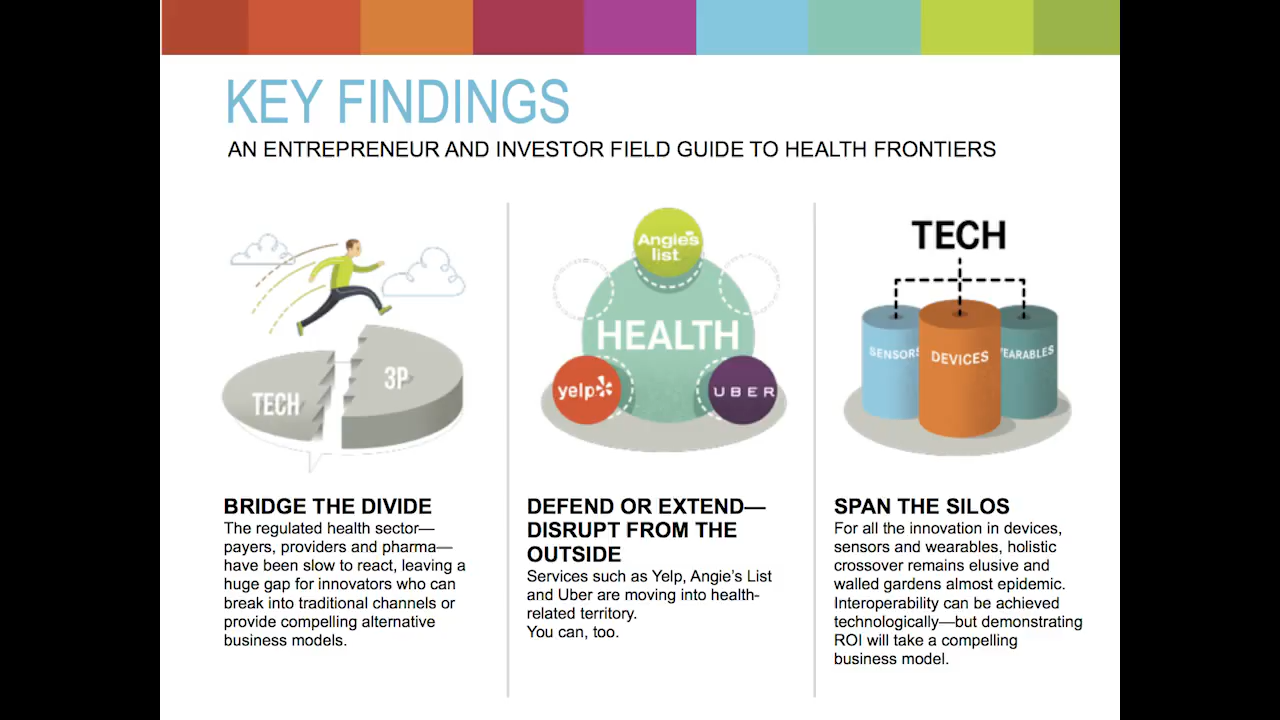 KEY FINDINGS
AN ENTREPRENEUR AND INVESTOR FIELD GUIDE TO HEALTH FRONTIERS
TECH
3P
BRIDGE THE DIVIDE
The regulated health sector—
payers, providers and pharma—
have been slow to react, leaving a
huge gap for innovators who can
break into traditional channels or
provide compelling alternative
business models.
Angie's
list
HEALTH
yelp
UBER
DEFEND OR EXTEND—
DISRUPT FROM THE
OUTSIDE
Services such as Yelp, Angie's List
and Uber are moving into health-
related territory.
You can, too.
TECH
SENSORS
DEVICES
WEARABLES
SPAN THE SILOS
For all the innovation in devices,
sensors and wearables, holistic
crossover remains elusive and
walled gardens almost epidemic.
Interoperability can be achieved
technologically—but demonstrating
ROI will take a compelling
business model.